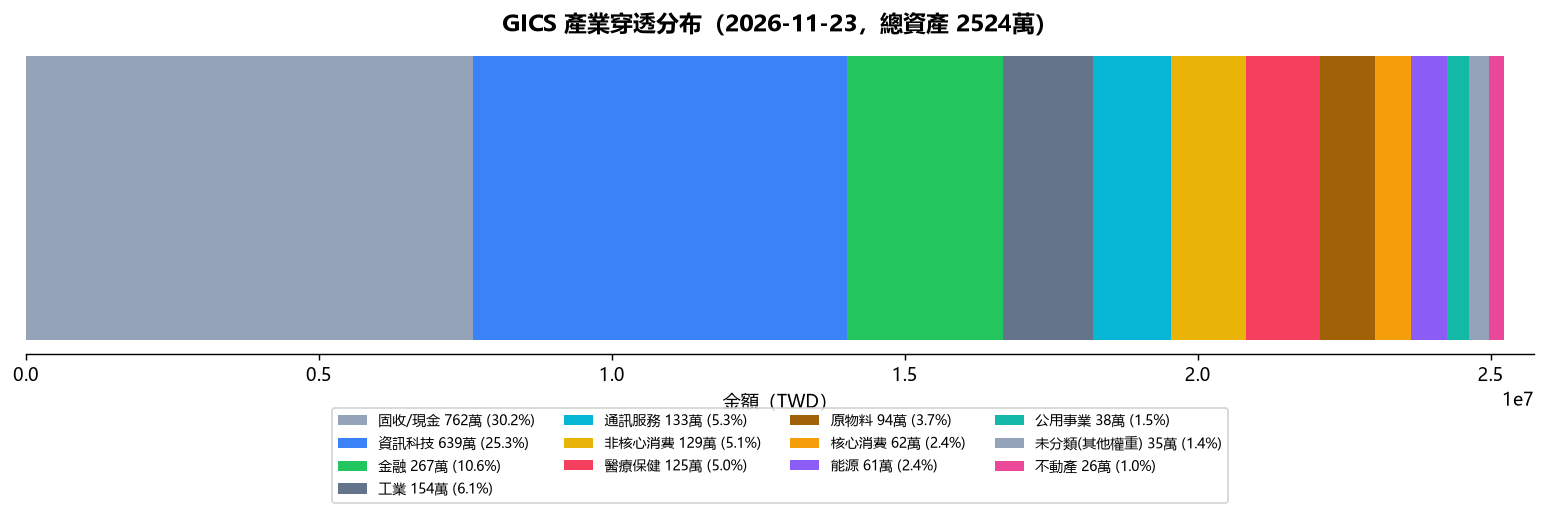 GICS 產業穿透分布（2026-11-23，總資產 2524萬）
0.0 0.5 1.0 1.5 2.0 2.5
1e7
金額（TWD）
固收/現金 762萬 (30.2%)
資訊科技 639萬 (25.3%)
金融 267萬 (10.6%)
工業 154萬 (6.1%)
通訊服務 133萬 (5.3%)
非核心消費 129萬 (5.1%)
醫療保健 125萬 (5.0%)
原物料 94萬 (3.7%)
核心消費 62萬 (2.4%)
能源 61萬 (2.4%)
公用事業 38萬 (1.5%)
未分類(其他權重) 35萬 (1.4%)
不動產 26萬 (1.0%)